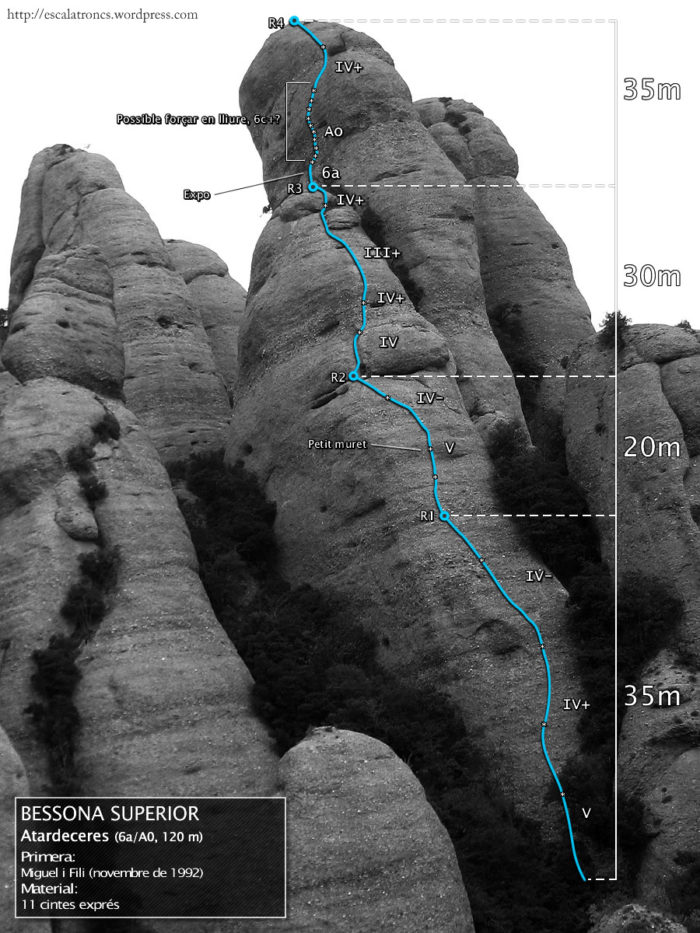 http://escalatroncs.wordpress.com
R4
IV+
35m
Possible forçar en lliure, 6c+?
A0
6a
Expo
R3
IV+
III+
30m
IV+
IV
R2
IV-
Petit muret
V
20m
R1
IV-
IV+
35m
V
BESSONA SUPERIOR
Atardeceres (6a/A0, 120 m)
Primera:
Miguel i Fili (novembre de 1992)
Material:
11 cintes exprés